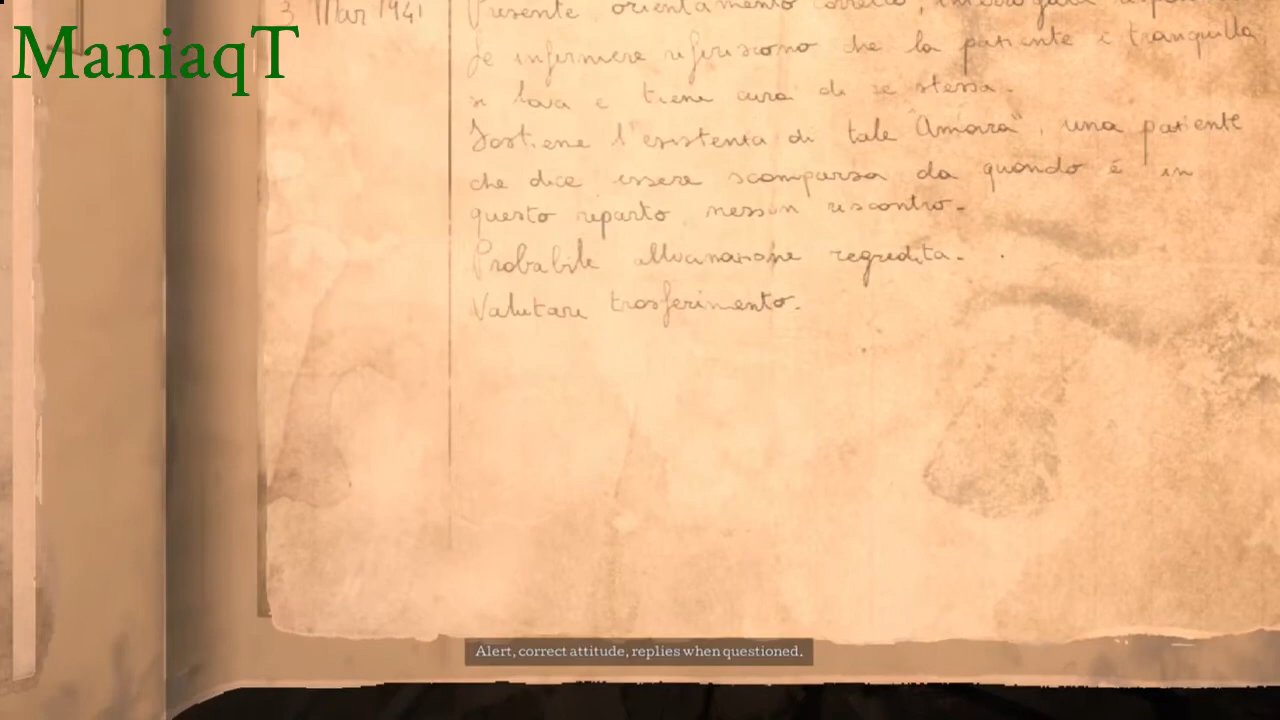 ManiaqT
3 Mar 1941
Presente, orientamento corretto, interrogata
Le infermiere riferiscono che la paziente è tranquilla
si lava e tiene cura di se stessa.
Sostiene l'esistenza di tale "Amara", una paziente
che dice essere scomparsa da quando é in
questo reparto nessun riscontro.
Probabile allucinazione regredita.
Valutare trasferimento.
Alert, correct attitude, replies when questioned.